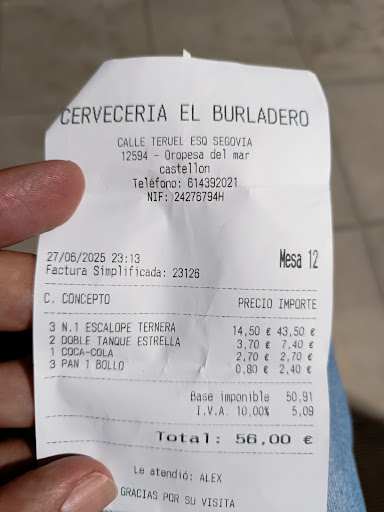 CERVECERIA EL BURLADERO
CALLE TERUEL ESQ SEGOVIA
12594 - Oropesa del mar
castellon
Teléfono: 614392021
NIF: 24276794H
27/06/2025 23:13 Mesa 12
Factura Simplificada: 23126
C. CONCEPTO PRECIO IMPORTE
3 N.1 ESCALOPE TERNERA 14,50 € 43,50 €
2 DOBLE TANQUE ESTRELLA 3,70 € 7,40 €
1 COCA-COLA 2,70 € 2,70 €
3 PAN 1 BOLLO 0,80 € 2,40 €
Base imponible 50,91
I.V.A. 10,00% 5,09
Total: 56,00 €
Le atendió: ALEX
GRACIAS POR SU VISITA